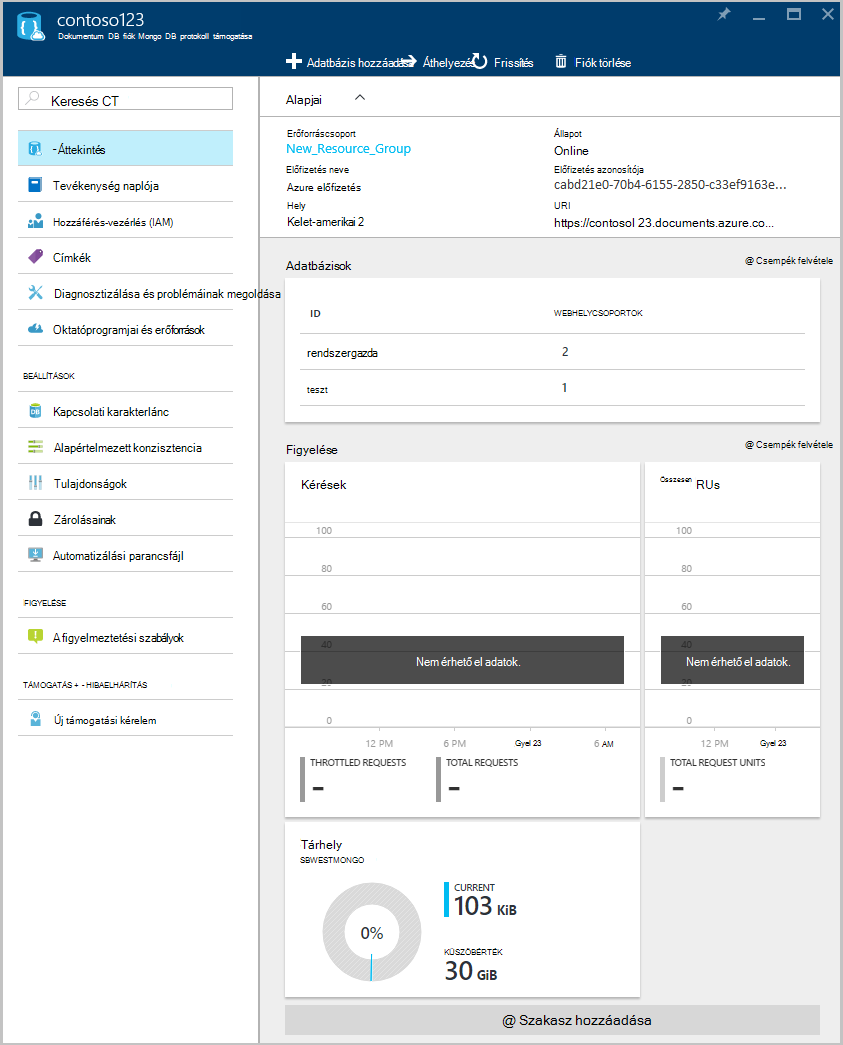 contoso123
Dokumentum DB fiók Mongo DB protokoll támogatása
Adatbázis hozzáadása Áthelyezés Frissítés Fiók törlése
Keresés CT
-Áttekintés
Tevékenység naplója
Hozzáférés-vezérlés (IAM)
Címkék
Diagnosztizálása és problémáinak megoldása
Oktatóprogramjai és erőforrások
BEÁLLÍTÁSOK
Kapcsolati karakterlánc
Alapértelmezett konzisztencia
Tulajdonságok
Zárolásainak
Automatizálási parancsfájl
FIGYELÉSE
A figyelmeztetési szabályok
TÁMOGATÁS + - HIBAELHÁRÍTÁS
Új támogatási kérelem
Alapjai
Erőforráscsoport
New_Resource_Group
Állapot
Online
Előfizetés neve
Azure előfizetés
Előfizetés azonosítója
cabd21e0-70b4-6155-2850-c33ef9163e...
Hely
Kelet-amerikai 2
URI
https://contosol 23.documents.azure.co...
Adatbázisok
@ Csempék felvétele
ID WEBHELYCSOPORTOK
rendszergazda 2
teszt 1
Figyelése
@ Csempék felvétele
Kérések
100
80
60
40
20
0
Nem érhető el adatok.
12 PM 6 PM Gyel 23 6 AM
THROTTLED REQUESTS
–
TOTAL REQUESTS
–
Összesen RUs
100
80
60
40
20
0
Nem érhető el adatok.
12 PM Gyel 23
TOTAL REQUEST UNITS
–
Tárhely
SBWESTMONGO
0%
CURRENT
103 KiB
KÜSZÖBÉRTÉK
30 GiB
@ Szakasz hozzáadása